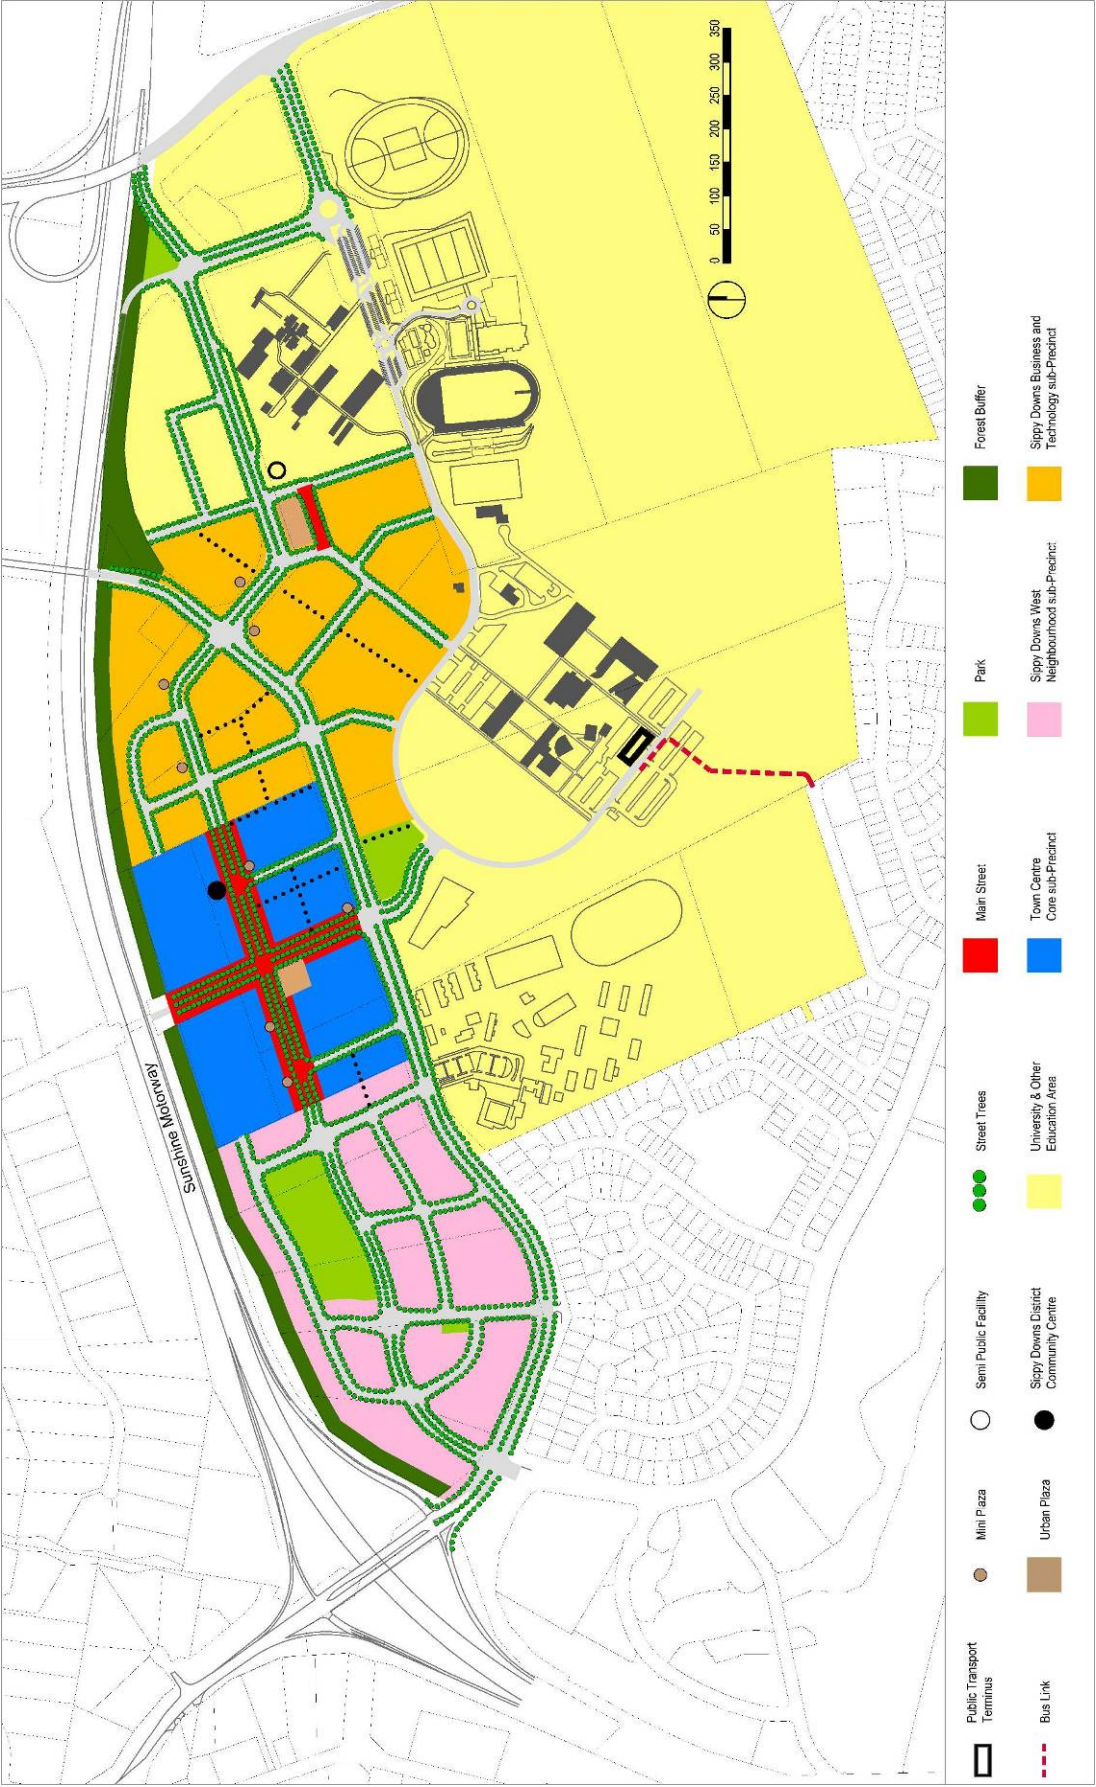 Sunshine Motorway
0 50 100 150 200 250 300 350
Public Transport
Terminus
Mini Plaza
Semi Public Facility
Street Trees
Main Street
Park
Forest Buffer
Bus Link
Urban Plaza
Sippy Downs District
Community Centre
University & Other
Education Area
Town Centre
Core sub-Precinct
Sippy Downs West
Neighbourhood sub-Precinct
Sippy Downs Business and
Technology sub-Precinct